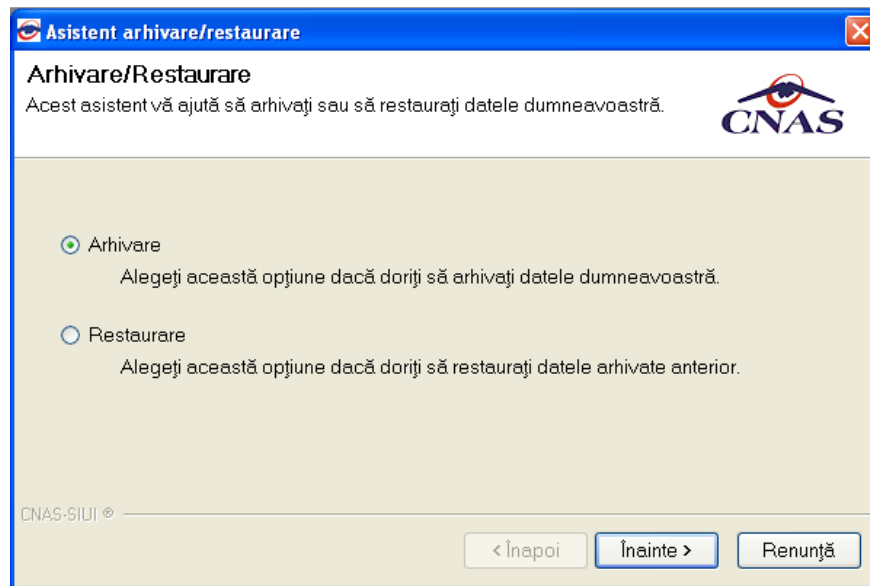 Asistent arhivare/restaurare
Arhivare/Restaurare
Acest asistent vă ajută să arhivaţi sau să restauraţi datele dumneavoastră.
CNAS
Arhivare
Alegeţi această opţiune dacă doriţi să arhivaţi datele dumneavoastră.
Restaurare
Alegeţi această opţiune dacă doriţi să restauraţi datele arhivate anterior.
CNAS-SIUI ®
< Înapoi Înainte > Renunţă